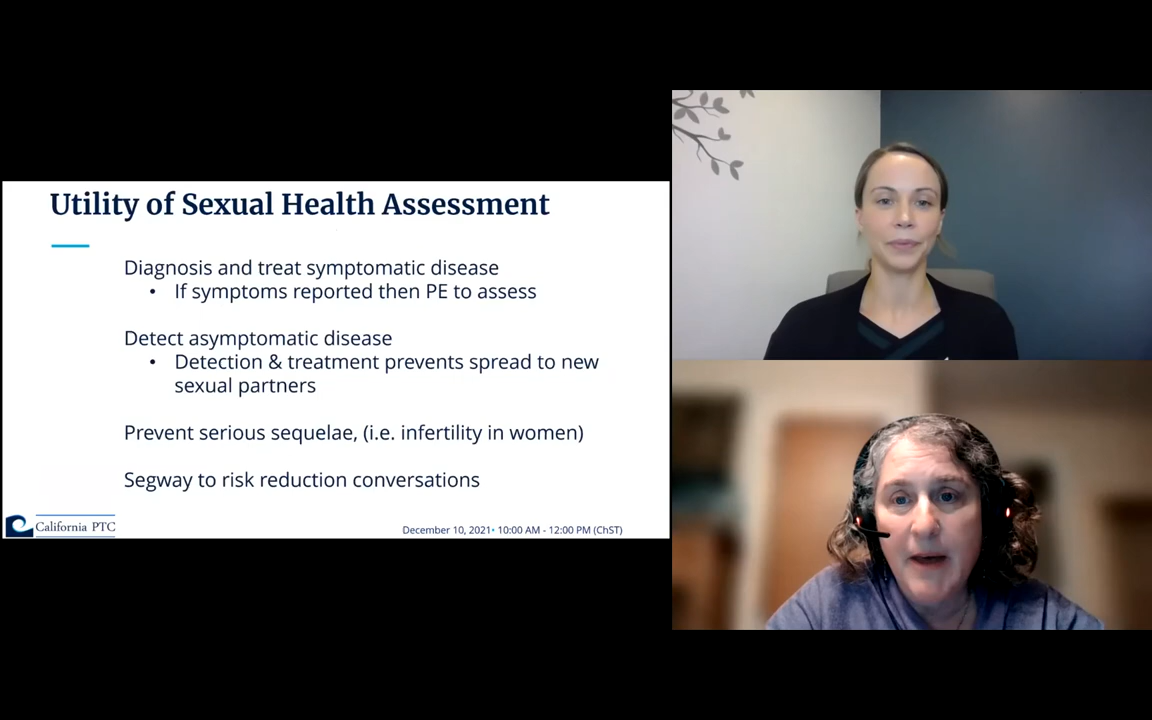 Utility of Sexual Health Assessment
Diagnosis and treat symptomatic disease
• If symptoms reported then PE to assess
Detect asymptomatic disease
• Detection & treatment prevents spread to new
sexual partners
Prevent serious sequelae, (i.e. infertility in women)
Segway to risk reduction conversations
California PTC
December 10, 2021• 10:00 AM - 12:00 PM (ChST)